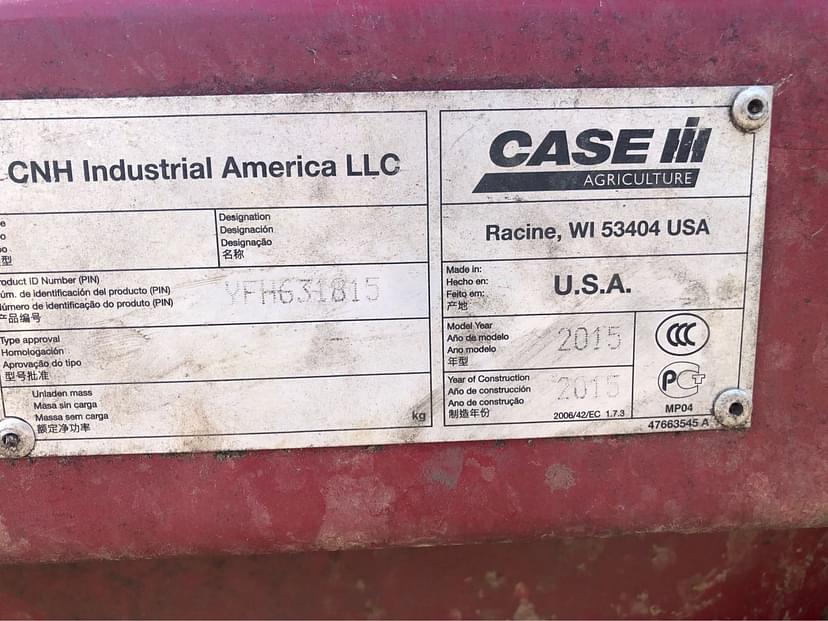 CNH Industrial America LLC
Designation
Designación
Designação
名称
型
Product ID Number (PIN)
Núm. de identificación del producto (PIN)
Número de identificação do produto (PIN)
产品编号
YFH631815
Type approval
Homologación
Aprovação do tipo
型号批准
Unladen mass
Masa sin carga
Massa sem carga
额定净功率
kg
CASE IH
AGRICULTURE
Racine, WI 53404 USA
Made in:
Hecho en:
Feito em:
产地
U.S.A.
Model Year
Año de modelo
Ano modelo
年型
2015
Year of Construction
Año de construcción
Ano de construção
制造年份
2015
2006/42/EC 1.7.3
CCC
PCT
MP04
47663545 A